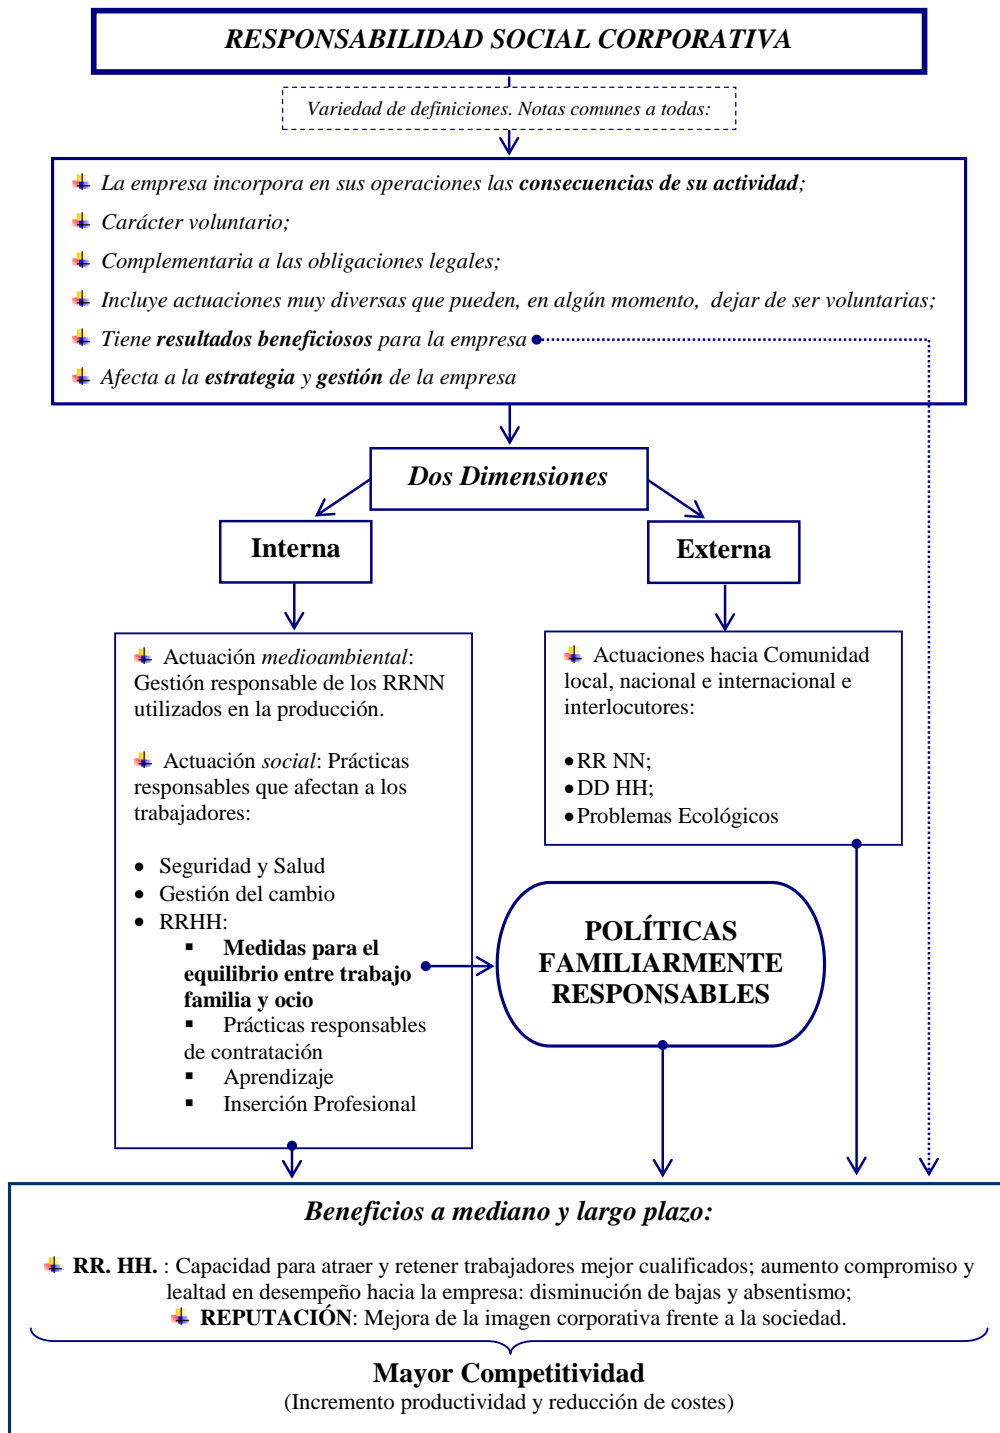 RESPONSABILIDAD SOCIAL CORPORATIVA
Variedad de definiciones. Notas comunes a todas:
La empresa incorpora en sus operaciones las consecuencias de su actividad;
Carácter voluntario;
Complementaria a las obligaciones legales;
Incluye actuaciones muy diversas que pueden, en algún momento, dejar de ser voluntarias;
Tiene resultados beneficiosos para la empresa
Afecta a la estrategia y gestión de la empresa
Dos Dimensiones
Interna
Externa
Actuación medioambiental:
Gestión responsable de los RRNN
utilizados en la producción.
Actuación social: Prácticas
responsables que afectan a los
trabajadores:
• Seguridad y Salud
• Gestión del cambio
• RRHH:
▪ Medidas para el
equilibrio entre trabajo
familia y ocio
▪ Prácticas responsables
de contratación
▪ Aprendizaje
▪ Inserción Profesional
Actuaciones hacia Comunidad
local, nacional e internacional e
interlocutores:
•RR NN;
•DD HH;
•Problemas Ecológicos
POLÍTICAS
FAMILIARMENTE
RESPONSABLES
Beneficios a mediano y largo plazo:
RR. HH. : Capacidad para atraer y retener trabajadores mejor cualificados; aumento compromiso y
lealtad en desempeño hacia la empresa: disminución de bajas y absentismo;
REPUTACIÓN: Mejora de la imagen corporativa frente a la sociedad.
Mayor Competitividad
(Incremento productividad y reducción de costes)